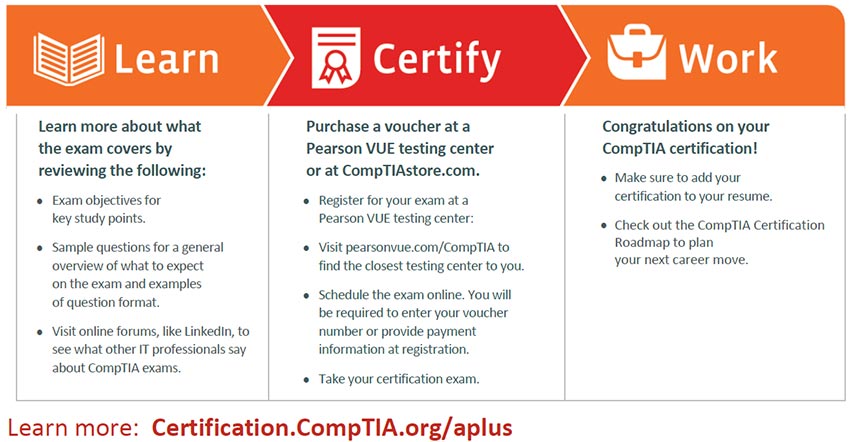 Learn
Certify
Work
Learn more about what
the exam covers by
reviewing the following:
• Exam objectives for
key study points.
• Sample questions for a general
overview of what to expect
on the exam and examples
of question format.
• Visit online forums, like LinkedIn, to
see what other IT professionals say
about CompTIA exams.
Purchase a voucher at a
Pearson VUE testing center
or at CompTIAstore.com.
• Register for your exam at a
Pearson VUE testing center:
• Visit pearsonvue.com/CompTIA to
find the closest testing center to you.
• Schedule the exam online. You will
be required to enter your voucher
number or provide payment
information at registration.
• Take your certification exam.
Congratulations on your
CompTIA certification!
• Make sure to add your
certification to your resume.
• Check out the CompTIA Certification
Roadmap to plan
your next career move.
Learn more: Certification.CompTIA.org/aplus